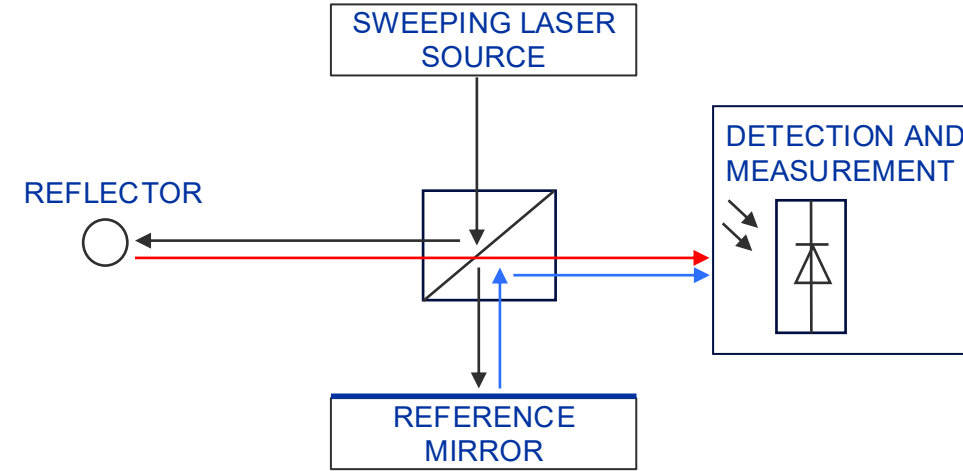 SWEEPING LASER
SOURCE
DETECTION AND
MEASUREMENT
REFLECTOR
REFERENCE
MIRROR